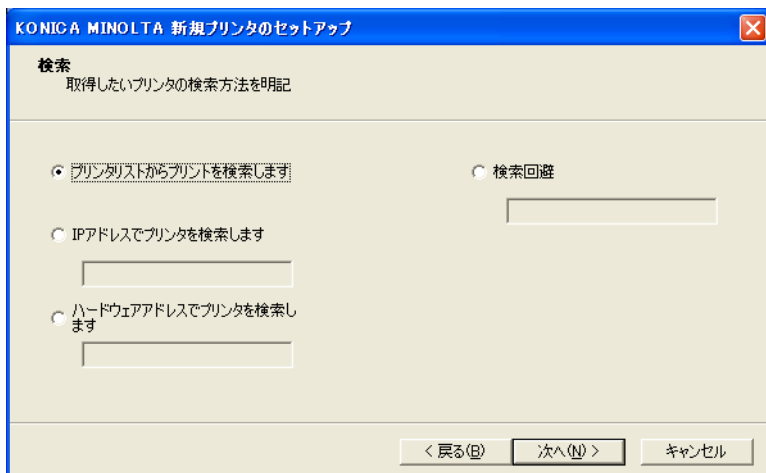 KONICA MINOLTA 新規プリンタのセットアップ
検索
取得したいプリンタの検索方法を明記
プリンタリストからプリントを検索します
検索回避
IPアドレスでプリンタを検索します
ハードウェアアドレスでプリンタを検索し
ます
< 戻る(B)
次へ(N) >
キャンセル